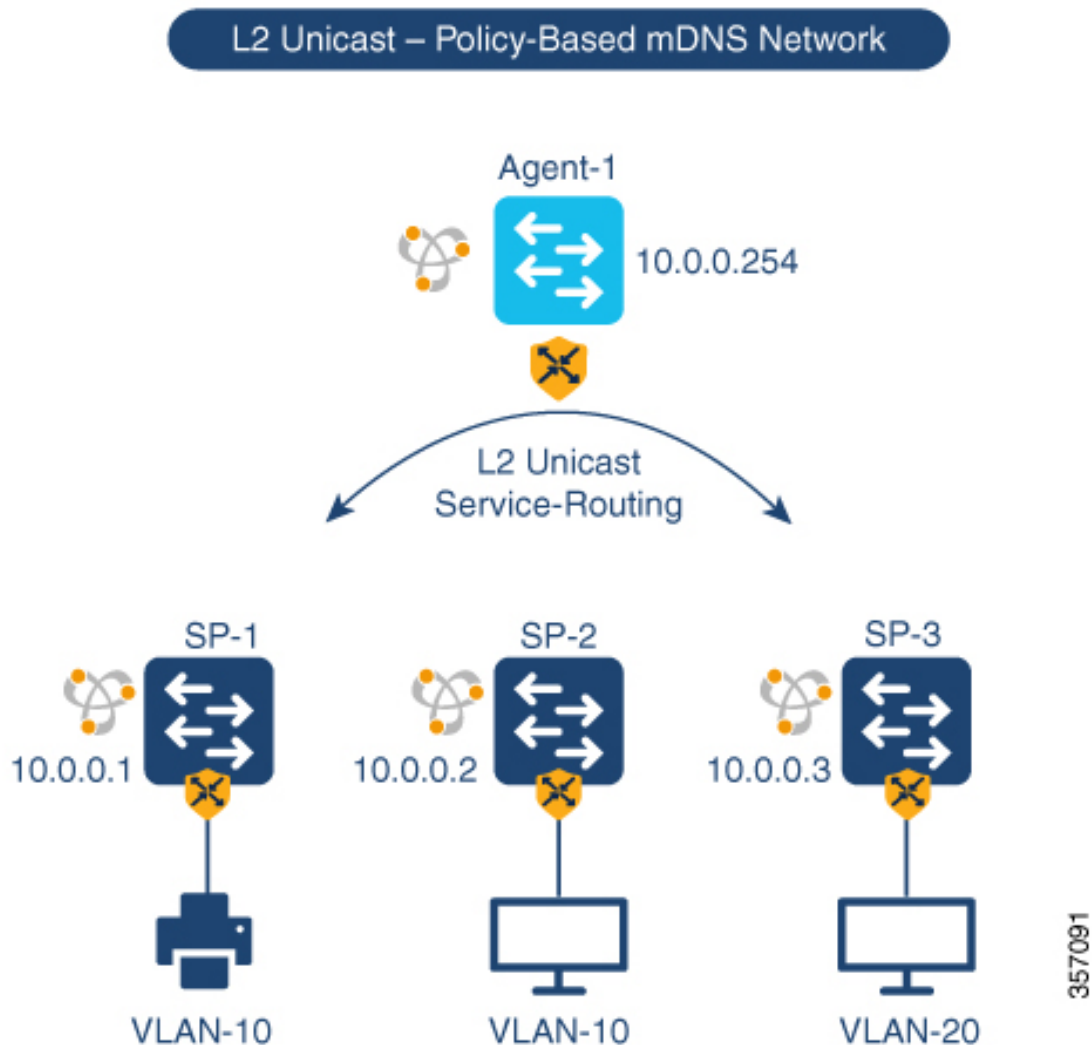 L2 Unicast – Policy-Based mDNS Network
Agent-1
10.0.0.254
L2 Unicast
Service-Routing
SP-1
SP-2
SP-3
10.0.0.1
10.0.0.2
10.0.0.3
VLAN-10
VLAN-10
VLAN-20
357091